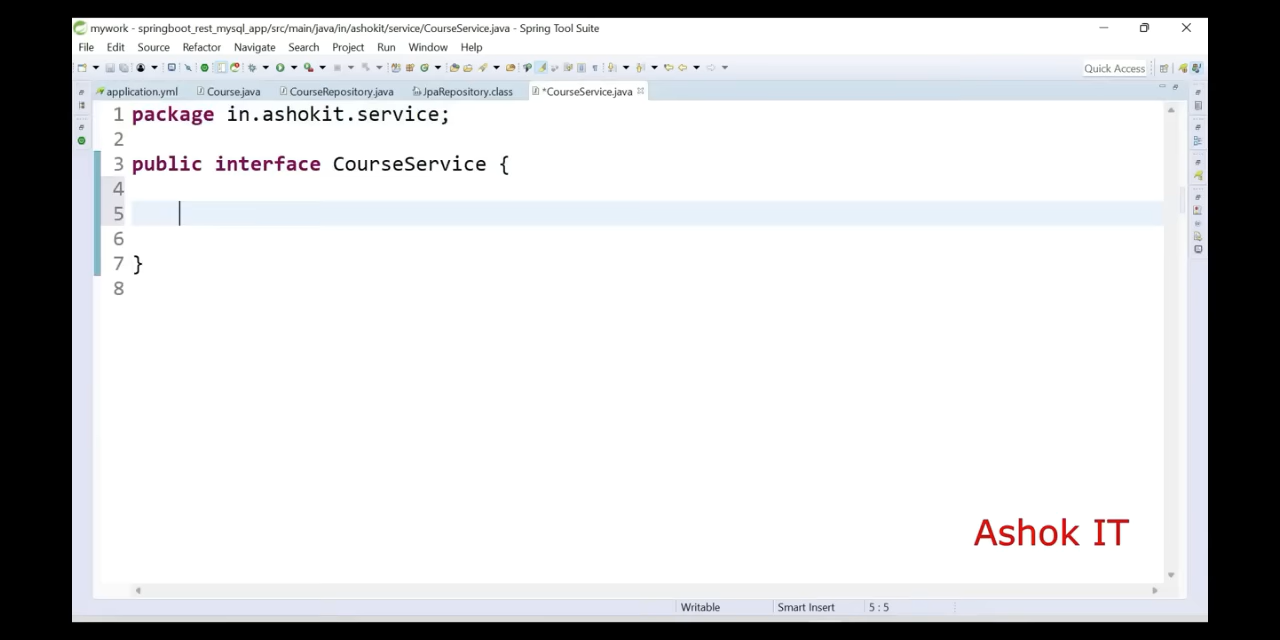 mywork - springboot_rest_mysql_app/src/main/java/in/ashokit/service/CourseService.java - Spring Tool Suite
File Edit Source Refactor Navigate Search Project Run Window Help
Quick Access
application.yml Course.java CourseRepository.java JpaRepository.class *CourseService.java
1 package in.ashokit.service;
2
3 public interface CourseService {
4
5
6
7 }
8
Ashok IT
Writable Smart Insert 5 : 5